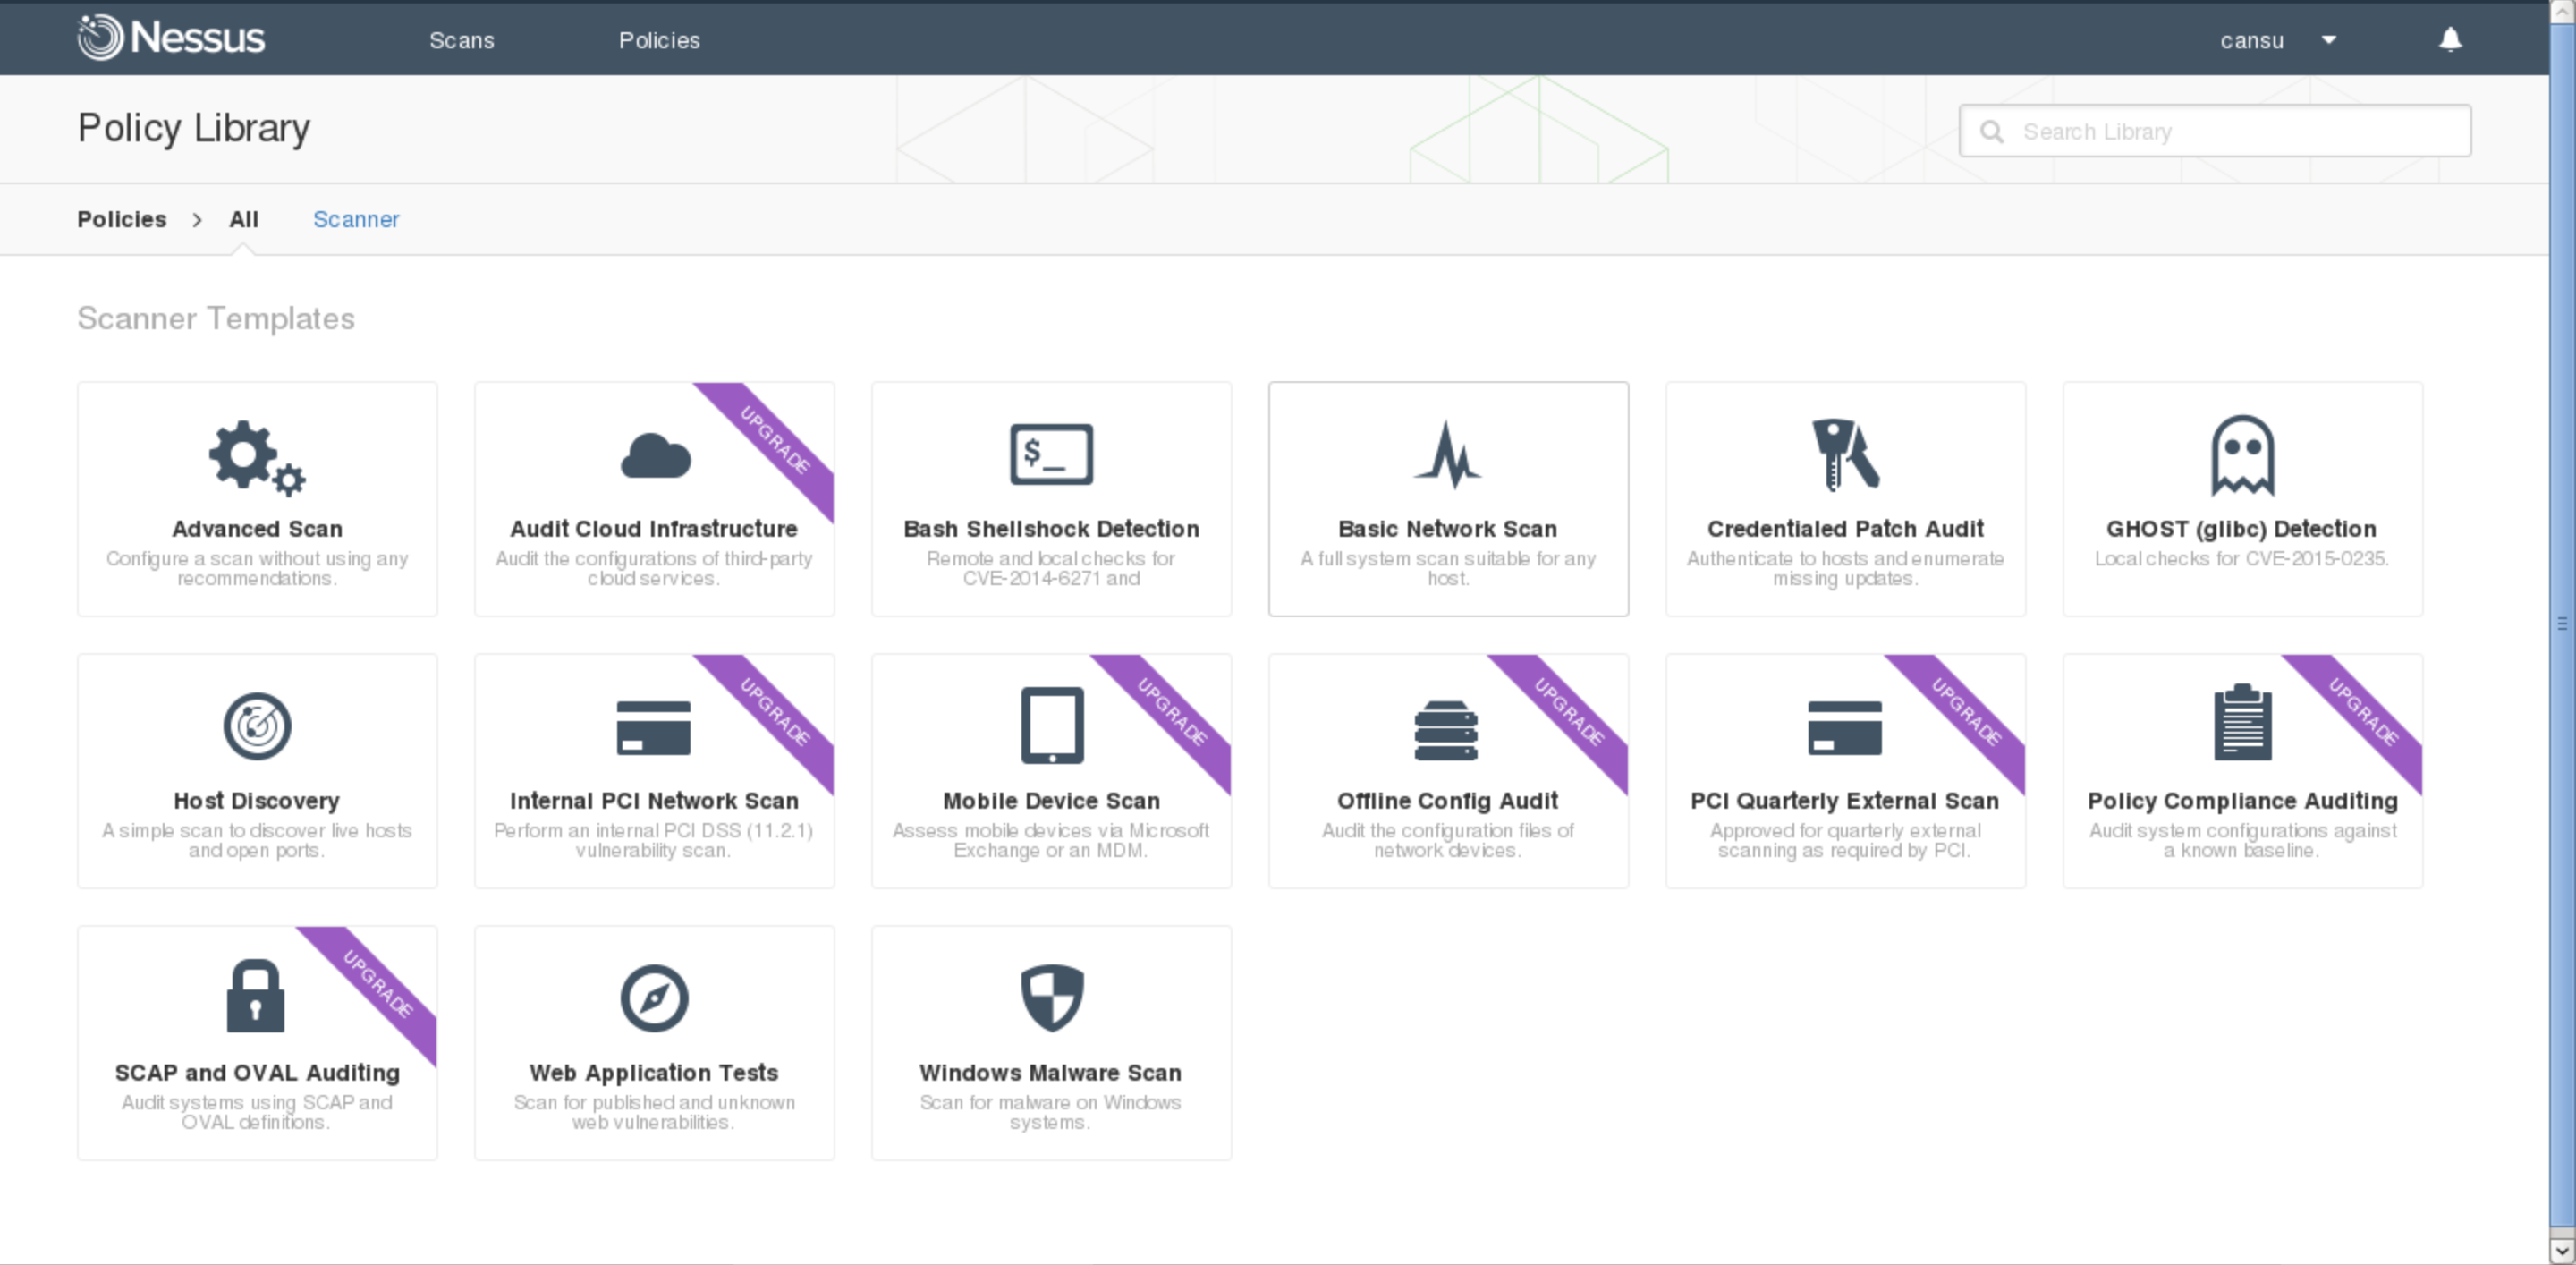 Nessus
Scans
Policies
cansu
Policy Library
Search Library
Policies > All Scanner
Scanner Templates
Advanced Scan
Configure a scan without using any
recommendations.
UPGRADE
Audit Cloud Infrastructure
Audit the configurations of third-party
cloud services.
$_
Bash Shellshock Detection
Remote and local checks for
CVE-2014-6271 and
Basic Network Scan
A full system scan suitable for any
host.
Credentialed Patch Audit
Authenticate to hosts and enumerate
missing updates.
GHOST (glibc) Detection
Local checks for CVE-2015-0235.
Host Discovery
A simple scan to discover live hosts
and open ports.
UPGRADE
Internal PCI Network Scan
Perform an internal PCI DSS (11.2.1)
vulnerability scan.
UPGRADE
Mobile Device Scan
Assess mobile devices via Microsoft
Exchange or an MDM.
UPGRADE
Offline Config Audit
Audit the configuration files of
network devices.
UPGRADE
PCI Quarterly External Scan
Approved for quarterly external
scanning as required by PCI.
UPGRADE
Policy Compliance Auditing
Audit system configurations against
a known baseline.
UPGRADE
SCAP and OVAL Auditing
Audit systems using SCAP and
OVAL definitions.
Web Application Tests
Scan for published and unknown
web vulnerabilities.
Windows Malware Scan
Scan for malware on Windows
systems.